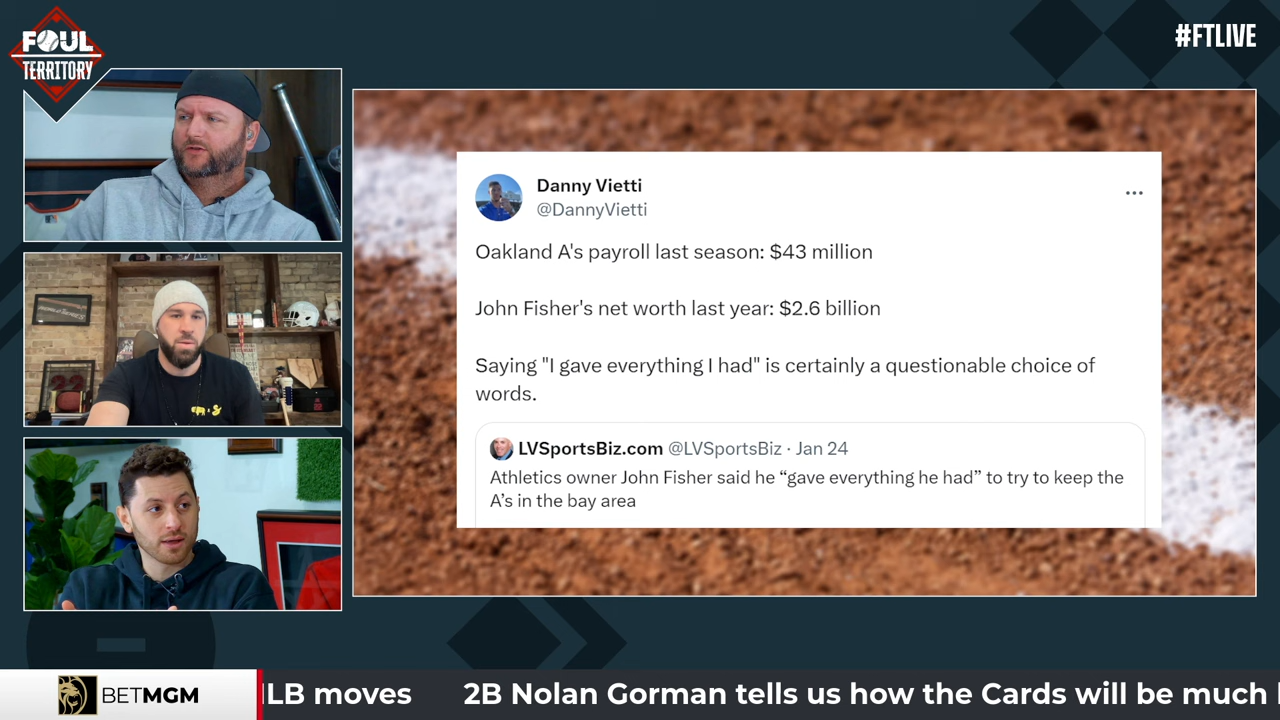 FOUL
TERRITORY
#FTLIVE
Danny Vietti
@DannyVietti
Oakland A's payroll last season: $43 million
John Fisher's net worth last year: $2.6 billion
Saying "I gave everything I had" is certainly a questionable choice of
words.
LVSportsBiz.com @LVSportsBiz · Jan 24
Athletics owner John Fisher said he “gave everything he had” to try to keep the
A’s in the bay area
BETMGM
LB moves 2B Nolan Gorman tells us how the Cards will be much